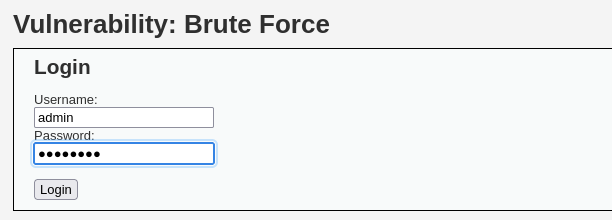 Vulnerability: Brute Force
Login
Username:
admin
Password:
●●●●●●●●
Login